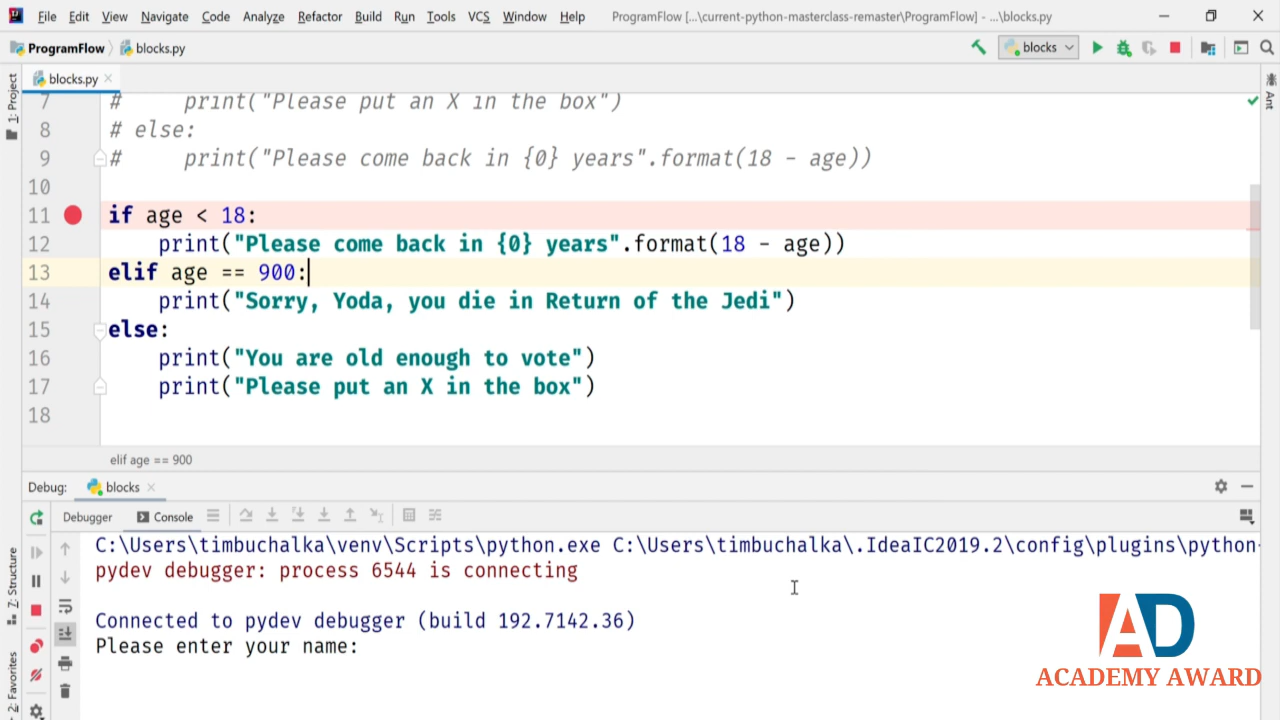 File Edit View Navigate Code Analyze Refactor Build Run Tools VCS Window Help ProgramFlow [...\current-python-masterclass-remaster\ProgramFlow] - ...\blocks.py
ProgramFlow blocks.py blocks
blocks.py
1: Project
Ant
7 # print("Please put an X in the box")
8 # else:
9 # print("Please come back in {0} years".format(18 - age))
10
11 if age < 18:
12 print("Please come back in {0} years".format(18 - age))
13 elif age == 900:
14 print("Sorry, Yoda, you die in Return of the Jedi")
15 else:
16 print("You are old enough to vote")
17 print("Please put an X in the box")
18
elif age == 900
Debug: blocks
Debugger Console
C:\Users\timbuchalka\venv\Scripts\python.exe C:\Users\timbuchalka\.IdeaIC2019.2\config\plugins\python-
pydev debugger: process 6544 is connecting
Connected to pydev debugger (build 192.7142.36)
Please enter your name:
Z: Structure
2: Favorites
AD
ACADEMY AWARD